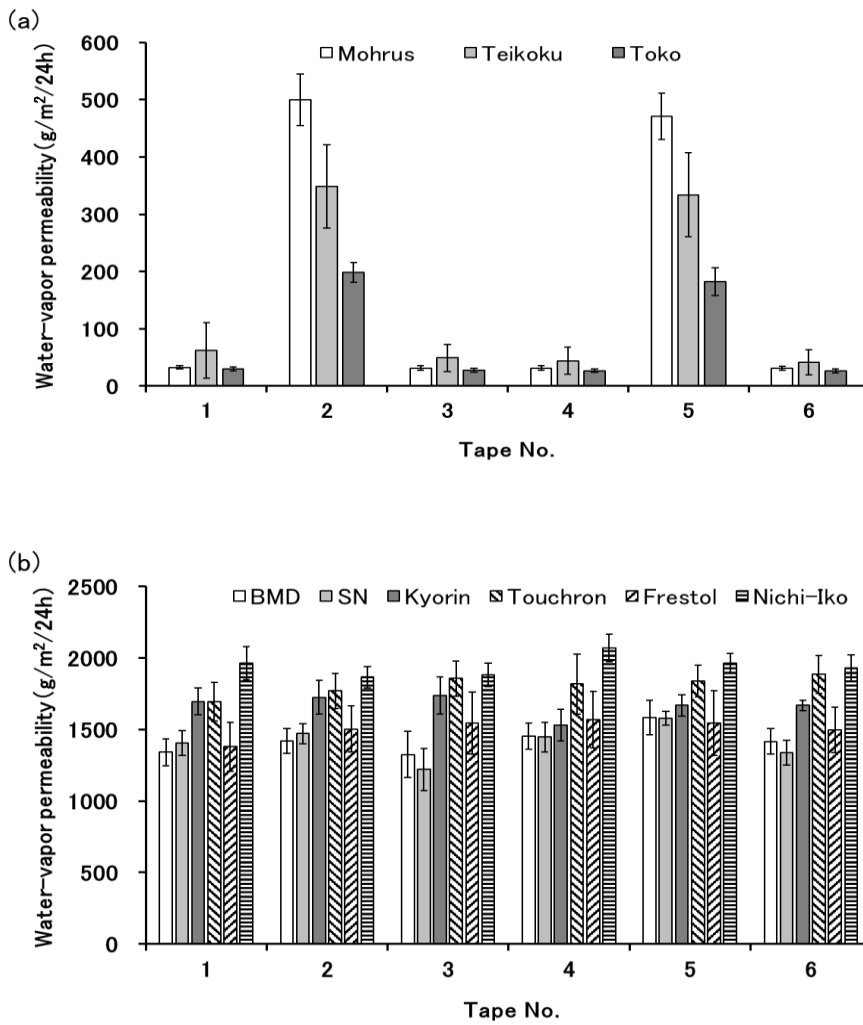 (a)
Water-vapor permeability (g/m²/24h)
600
500
400
300
200
100
0
Mohrus Teikoku Toko
1 2 3 4 5 6
Tape No.
(b)
Water-vapor permeability (g/m²/24h)
2500
2000
1500
1000
500
0
BMD SN Kyorin Touchron Frestol Nichi-Iko
1 2 3 4 5 6
Tape No.